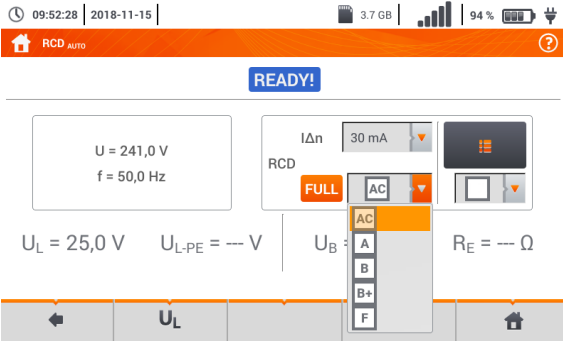 09:52:28 2018-11-15 3.7 GB 94 %
RCD AUTO ?
READY!
U = 241,0 V
f = 50,0 Hz
IΔn 30 mA
RCD
FULL AC
AC
A
B
B+
F
UL = 25,0 V UL-PE = --- V UB RE = --- Ω
UL